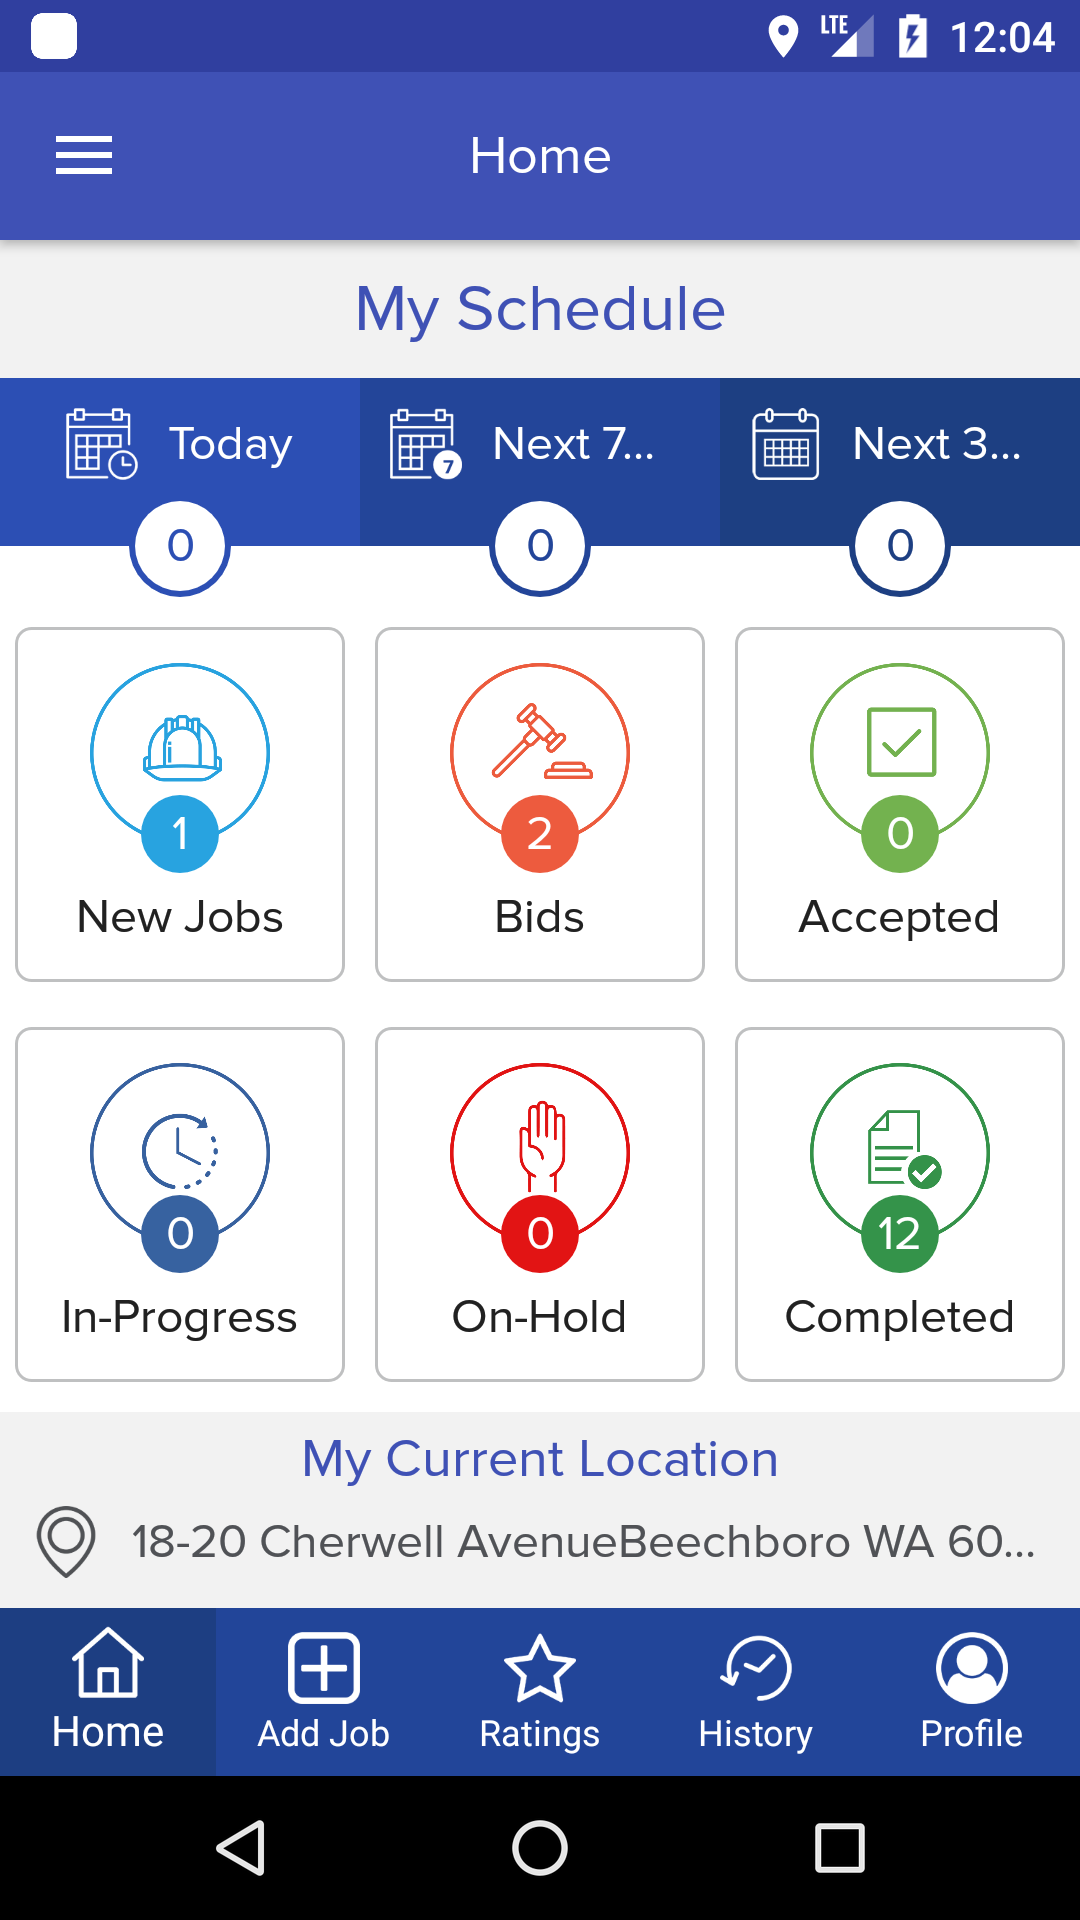 LTE 12:04
Home
My Schedule
Today
7 Next 7...
Next 3...
0
0
0
1
2
0
New Jobs
Bids
Accepted
0
0
12
In-Progress
On-Hold
Completed
My Current Location
18-20 Cherwell AvenueBeechboro WA 60...
Home
Add Job
Ratings
History
Profile